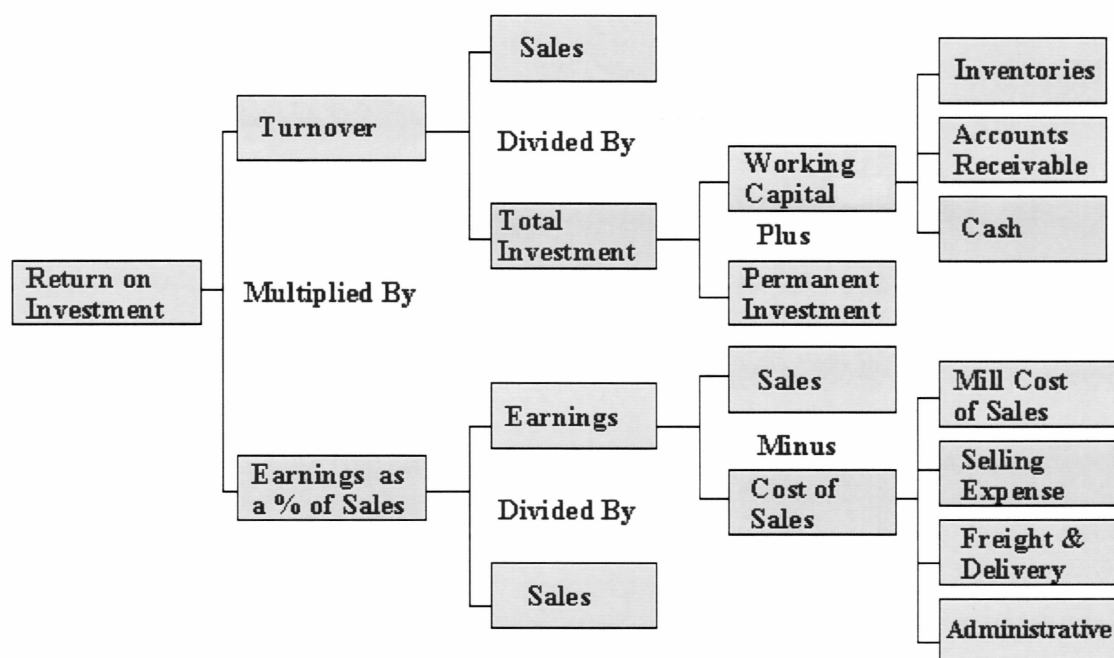 Return on
Investment
Turnover
Multiplied By
Earnings as
a % of Sales
Sales
Divided By
Total
Investment
Earnings
Divided By
Sales
Working
Capital
Plus
Permanent
Investment
Sales
Minus
Cost of
Sales
Inventories
Accounts
Receivable
Cash
Mill Cost
of Sales
Selling
Expense
Freight &
Delivery
Administrative